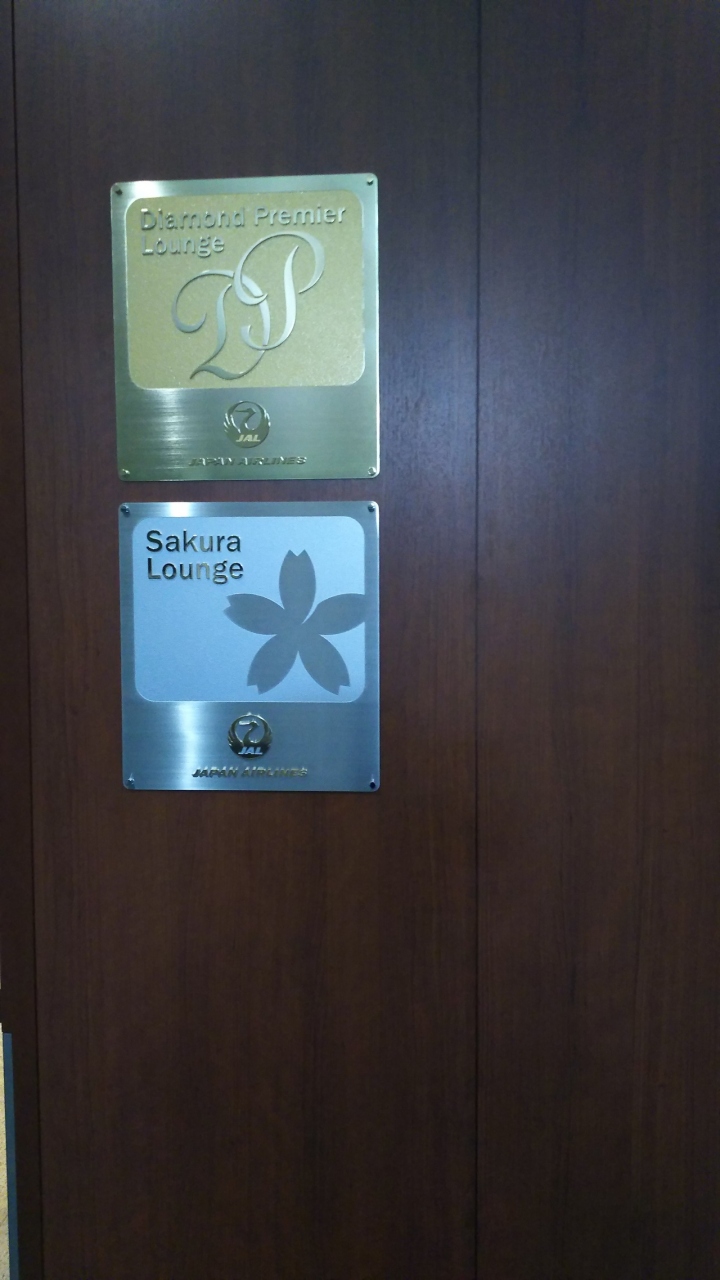 Diamond Premier
Lounge
DP
JAL
JAPAN AIRLINES
Sakura
Lounge
JAL
JAPAN AIRLINES